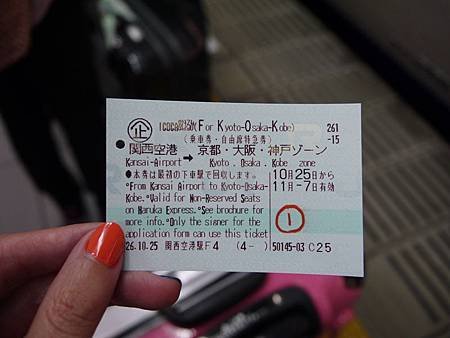 企
(ICOCA&はるか For Kyoto-Osaka-Kobe) 261
(乗車券・自由席特急券) -15
関西空港 → 京都・大阪・神戸ゾーン
Kansai-Airport Kyoto . Osaka . Kobe zone
●本券は最初の下車駅で回収します。 10月25日から
*From Kansai Airport to Kyoto-Osaka- 11月-7日有効
Kobe.*Valid for Non-Reserved Seats
on Haruka Express.*See brochure for
more info.*Only the signer for the
application form can use this ticket
①
26.10.25 関西空港駅F4 (4- ) 50145-03 C25